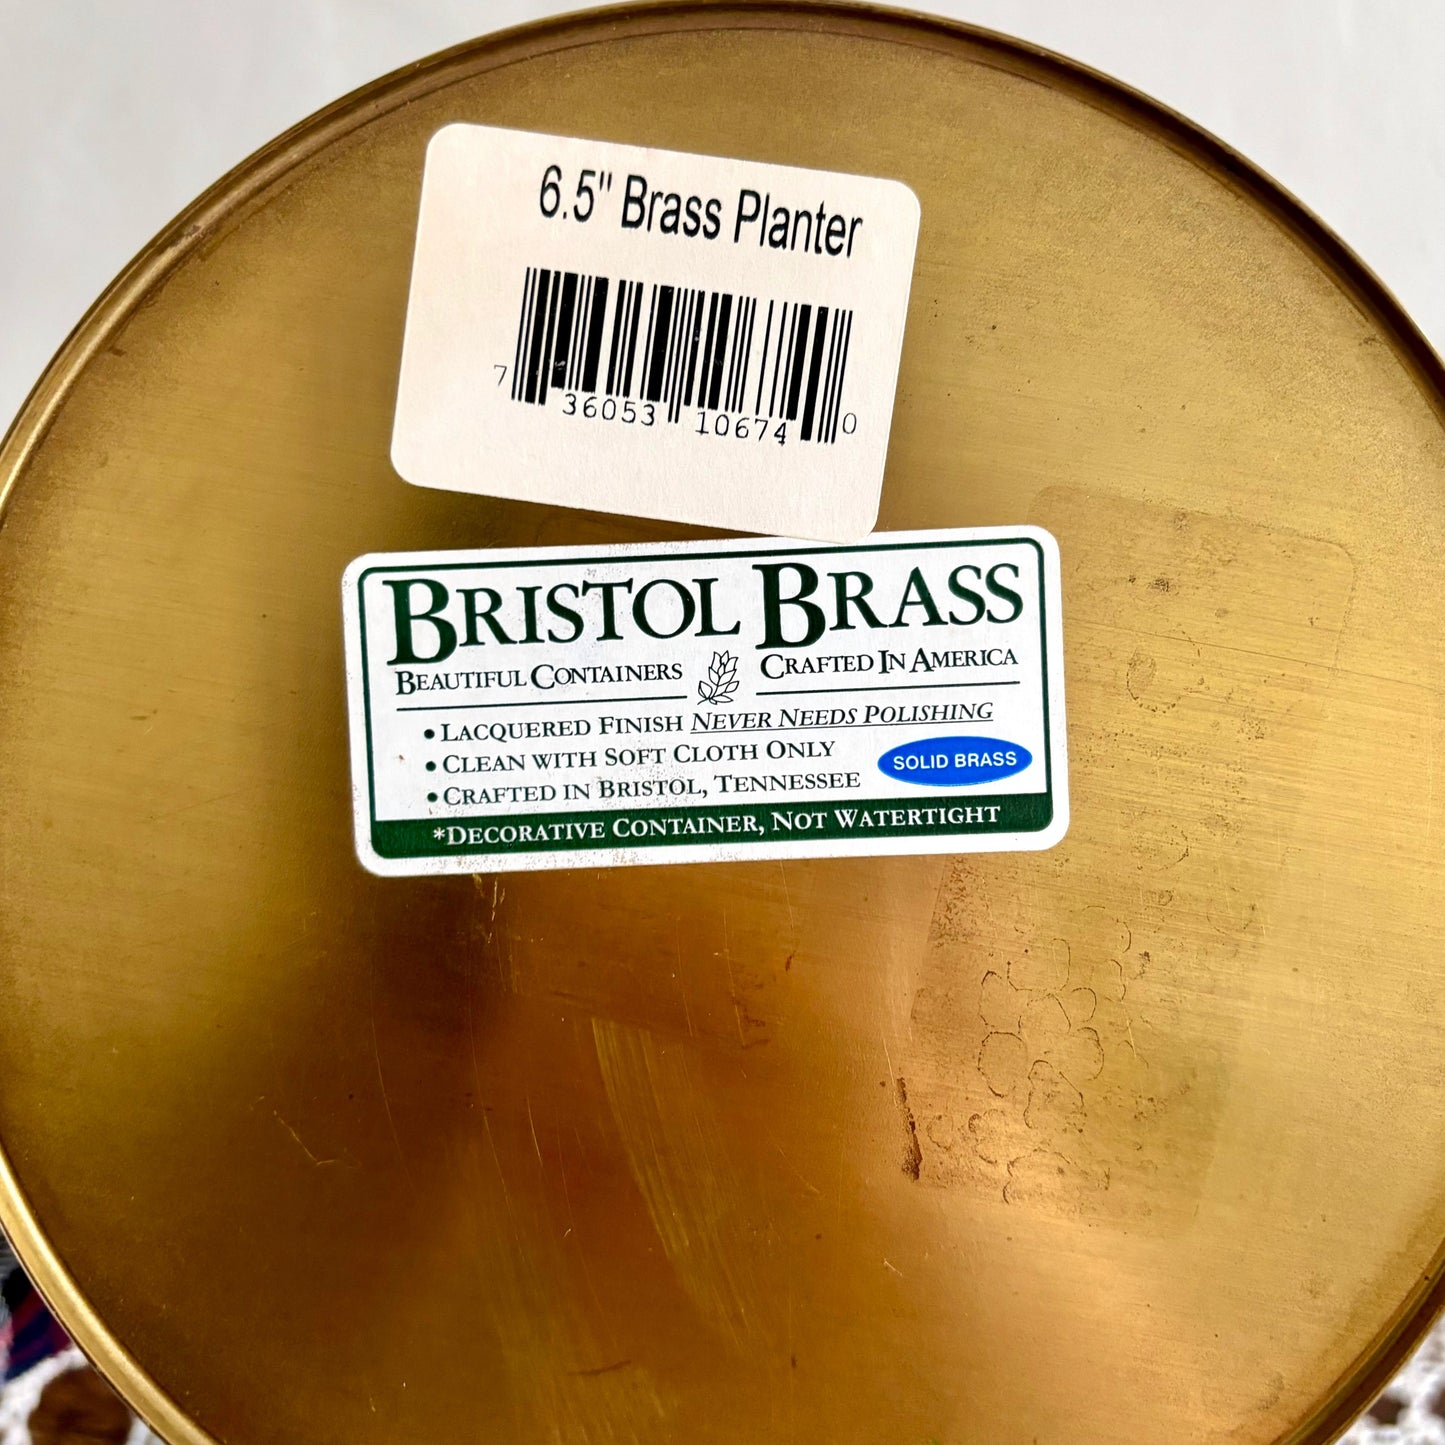 6.5" Brass Planter
7 36053 10674 0
BRISTOL BRASS
BEAUTIFUL CONTAINERS CRAFTED IN AMERICA
• LACQUERED FINISH NEVER NEEDS POLISHING
• CLEAN WITH SOFT CLOTH ONLY
SOLID BRASS
• CRAFTED IN BRISTOL, TENNESSEE
*DECORATIVE CONTAINER, NOT WATERTIGHT